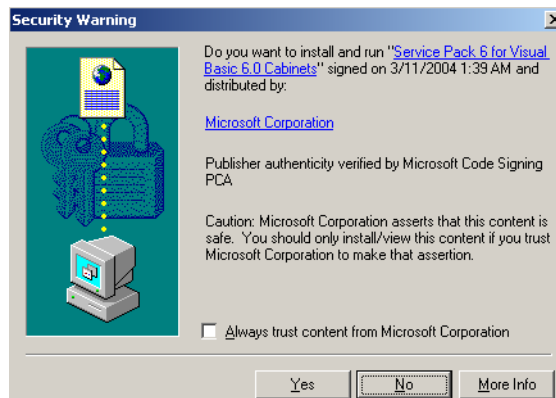 Security Warning
Do you want to install and run "Service Pack 6 for Visual
Basic 6.0 Cabinets" signed on 3/11/2004 1:39 AM and
distributed by:
Microsoft Corporation
Publisher authenticity verified by Microsoft Code Signing
PCA
Caution: Microsoft Corporation asserts that this content is
safe.  You should only install/view this content if you trust
Microsoft Corporation to make that assertion.
Always trust content from Microsoft Corporation
Yes
No
More Info